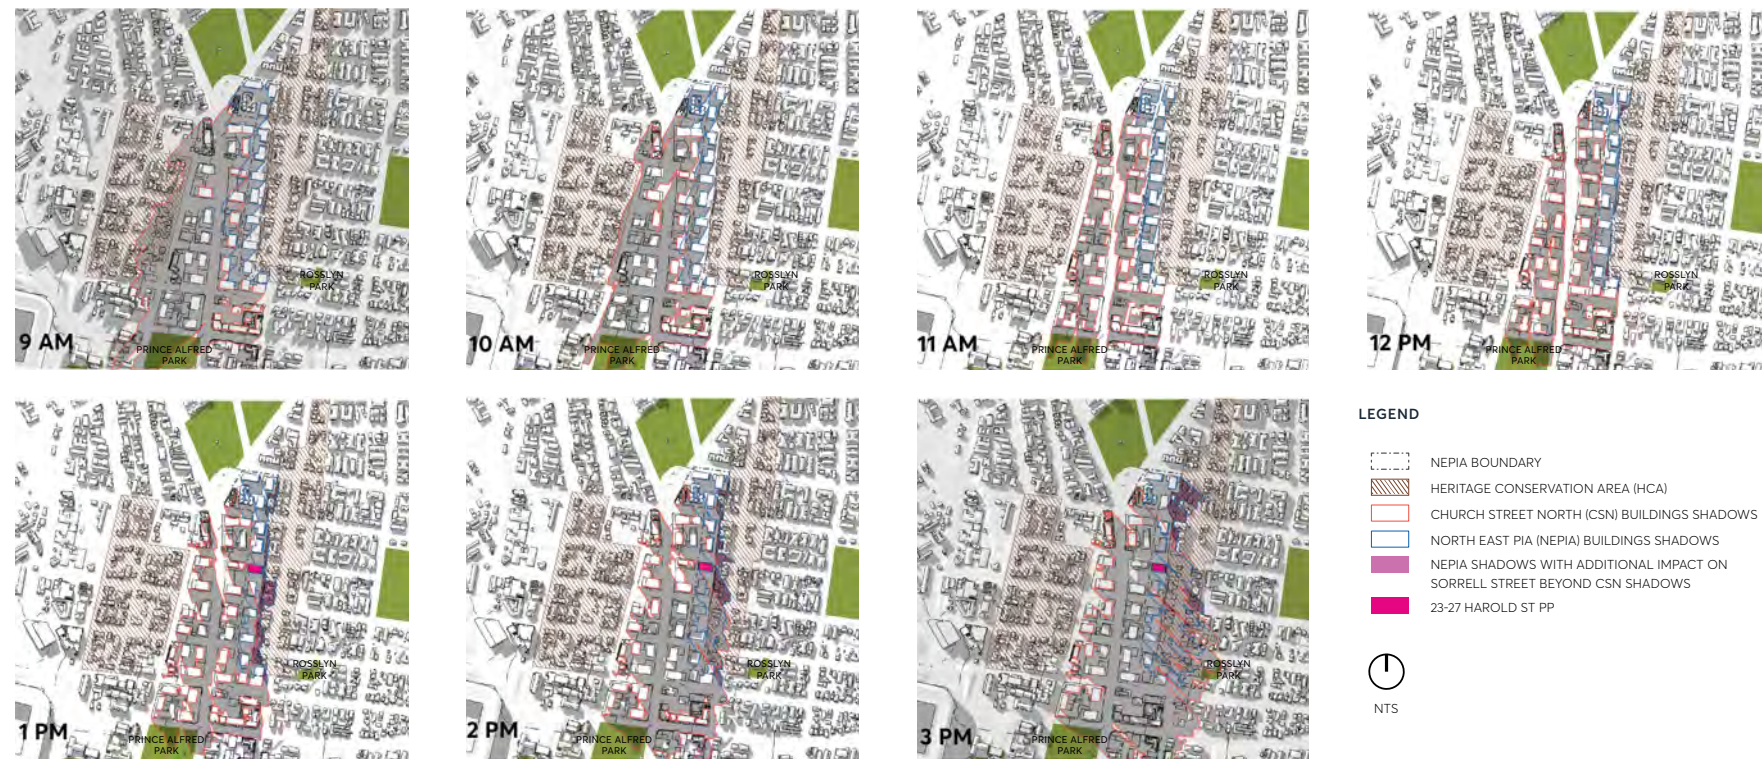 ROSSLYN
PARK
9 AM
PRINCE ALFRED
PARK
ROSSLYN
PARK
10 AM
PRINCE ALFRED
PARK
ROSSLYN
PARK
11 AM
PRINCE ALFRED
PARK
ROSSLYN
PARK
12 PM
PRINCE ALFRED
PARK
ROSSLYN
PARK
1 PM
PRINCE ALFRED
PARK
ROSSLYN
PARK
2 PM
PRINCE ALFRED
PARK
ROSSLYN
PARK
3 PM
PRINCE ALFRED
PARK
LEGEND
NEPIA BOUNDARY
HERITAGE CONSERVATION AREA (HCA)
CHURCH STREET NORTH (CSN) BUILDINGS SHADOWS
NORTH EAST PIA (NEPIA) BUILDINGS SHADOWS
NEPIA SHADOWS WITH ADDITIONAL IMPACT ON
SORRELL STREET BEYOND CSN SHADOWS
23-27 HAROLD ST PP
NTS